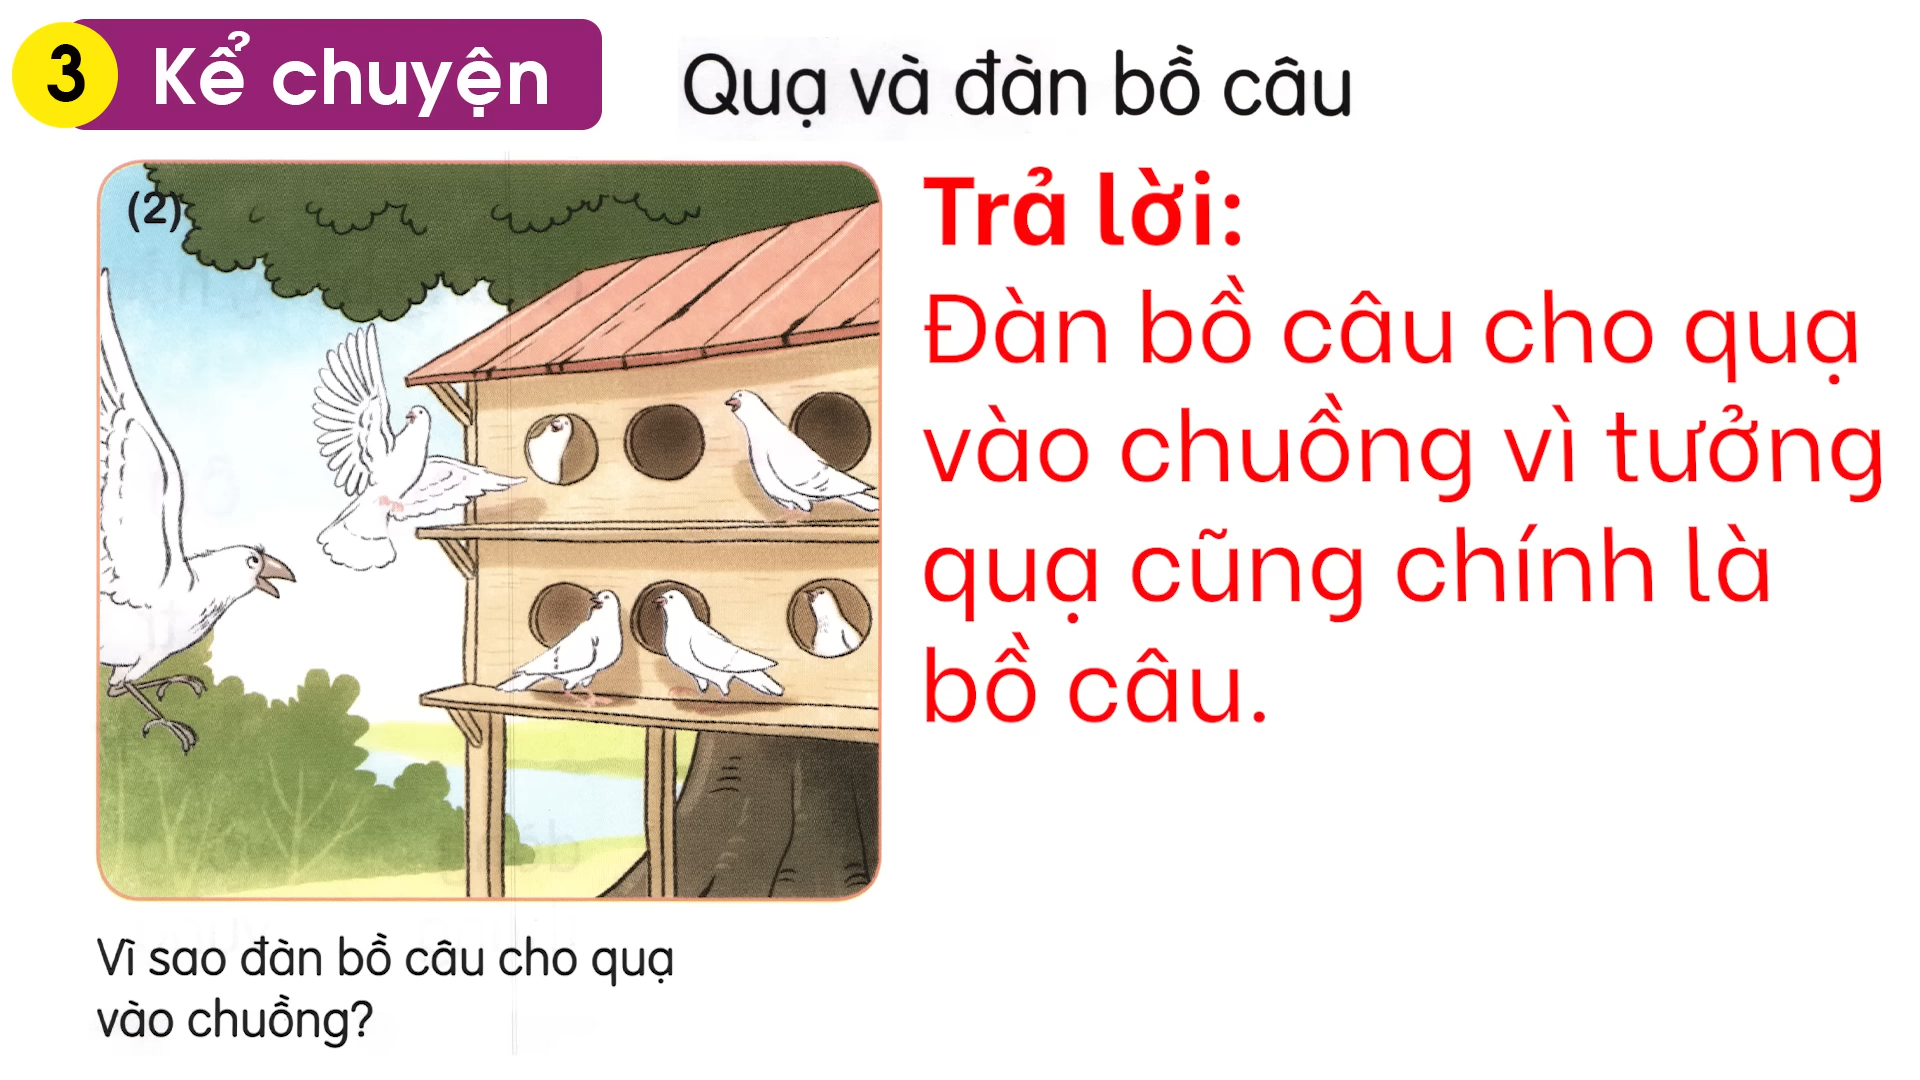 3 Kể chuyện
Quạ và đàn bồ câu
(2)
Trả lời:
Đàn bồ câu cho quạ
vào chuồng vì tưởng
quạ cũng chính là
bồ câu.
Vì sao đàn bồ câu cho quạ
vào chuồng?